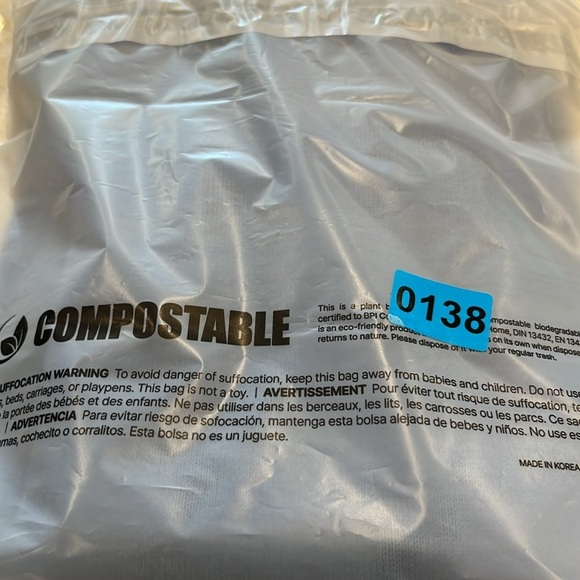 COMPOSTABLE
This is a plant
certified to BPI
is an eco-friendly
returns to nature. Please dispose of
0138
compostable biodegradab
Home, DIN 13432, EN 134
on its own when dispose
your regular trash.
UFFOCATION WARNING To avoid danger of suffocation, keep this bag away from babies and children. Do not use
s, beds, carriages, or playpens. This bag is not a toy. | AVERTISSEMENT Pour éviter tout risque de suffocation,
la portée des bébés et des enfants. Ne pas utiliser dans les berceaux, les lits, les carrosses ou les parcs. Ce sac
| ADVERTENCIA Para evitar riesgo de sofocación, mantenga esta bolsa alejada de bebes y niños. No use es
mas, cochecito o corralitos. Esta bolsa no es un juguete.
MADE IN KOREA